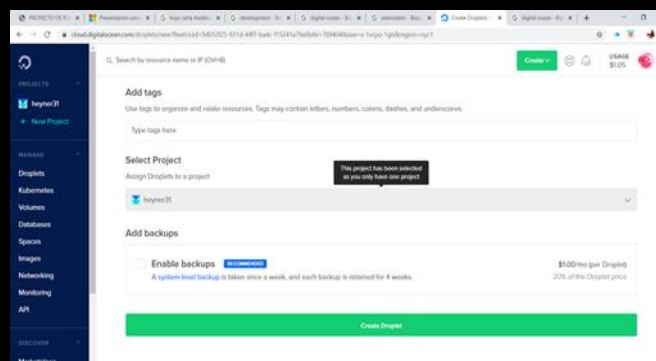 PROYECTO DE
Create Droplets
Search by resource name or IP (Ctrl+B)
Create
USAGE
$1.05
PROJECTS
heyner31
+ New Project
MANAGE
Droplets
Kubernetes
Volumes
Databases
Spaces
Images
Networking
Monitoring
API
DISCOVER
Add tags
Use tags to organize and relate resources. Tags may contain letters, numbers, colons, dashes, and underscores.
Type tags here
Select Project
Assign Droplets to a project
This project has been selected
as you only have one project
heyner31
Add backups
Enable backups RECOMMENDED
$1.00/mo (per Droplet)
A system-level backup is taken once a week, and each backup is retained for 4 weeks.
20% of the Droplet price
Create Droplet